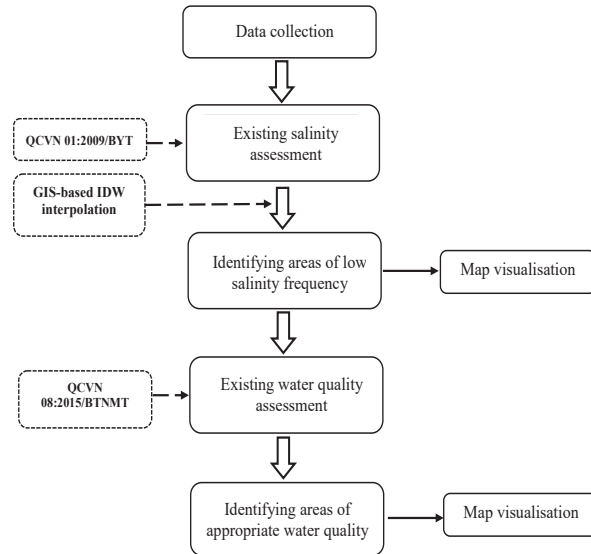 Data collection
QCVN 01:2009/BYT
Existing salinity
assessment
GIS-based IDW
interpolation
Identifying areas of low
salinity frequency
Map visualisation
QCVN
08:2015/BTNMT
Existing water quality
assessment
Identifying areas of
appropriate water quality
Map visualisation